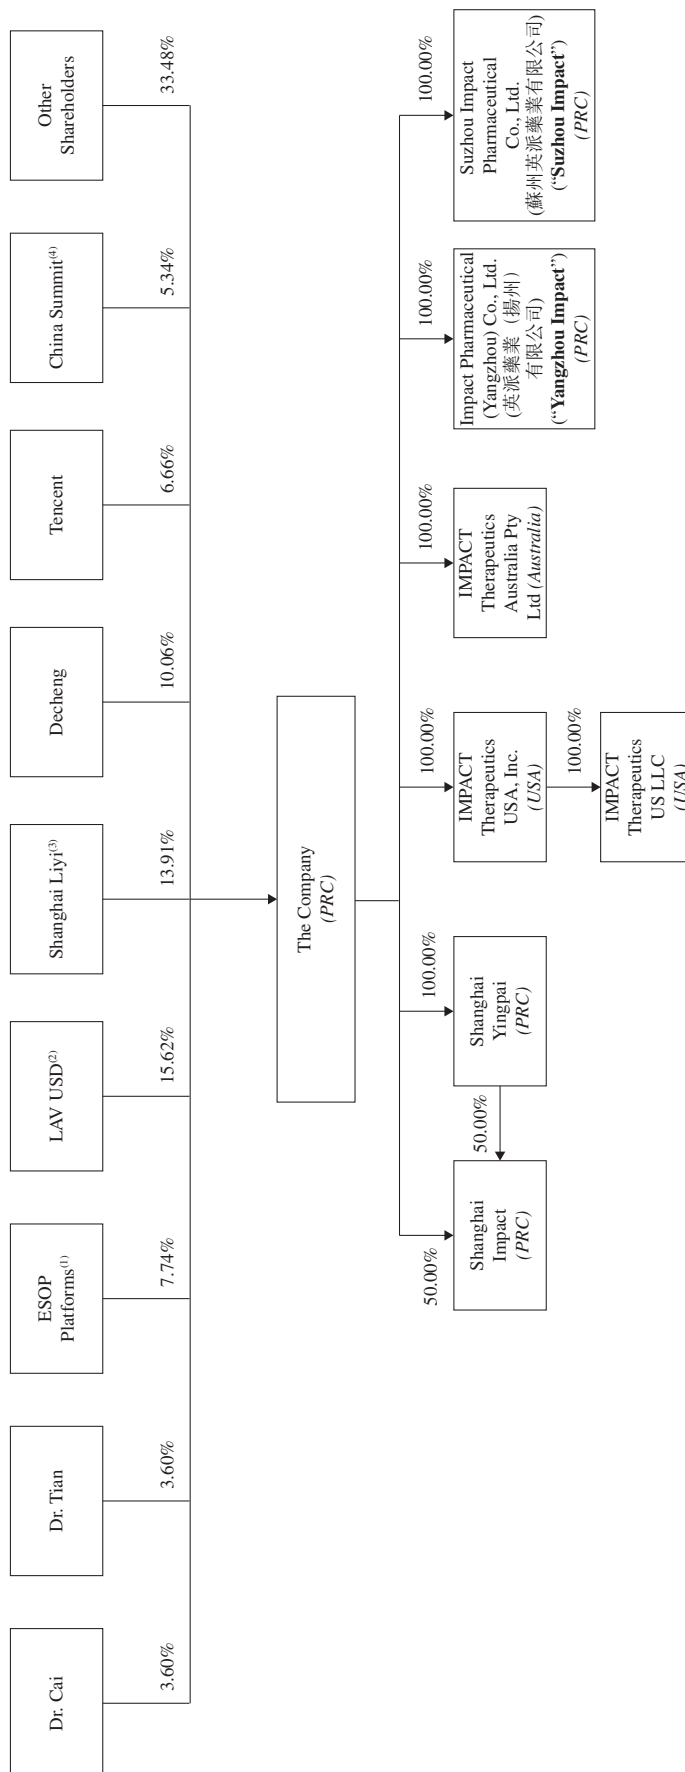 Dr. Cai
Dr. Tian
ESOP
Platforms(1)
LAV USD(2)
Shanghai Liyi(3)
Decheng
Tencent
China Summit(4)
Other
Shareholders
3.60%
3.60%
7.74%
15.62%
13.91%
10.06%
6.66%
5.34%
33.48%
The Company
(PRC)
50.00%
100.00%
100.00%
100.00%
100.00%
100.00%
Shanghai
Impact
(PRC)
50.00%
Shanghai
Yingpai
(PRC)
IMPACT
Therapeutics
USA, Inc.
(USA)
IMPACT
Therapeutics
Australia Pty
Ltd (Australia)
Impact Pharmaceutical
(Yangzhou) Co., Ltd.
(英派藥業（揚州）
有限公司)
(“Yangzhou Impact”)
(PRC)
Suzhou Impact
Pharmaceutical
Co., Ltd.
(蘇州英派藥業有限公司)
(“Suzhou Impact”)
(PRC)
100.00%
IMPACT
Therapeutics
US LLC
(USA)